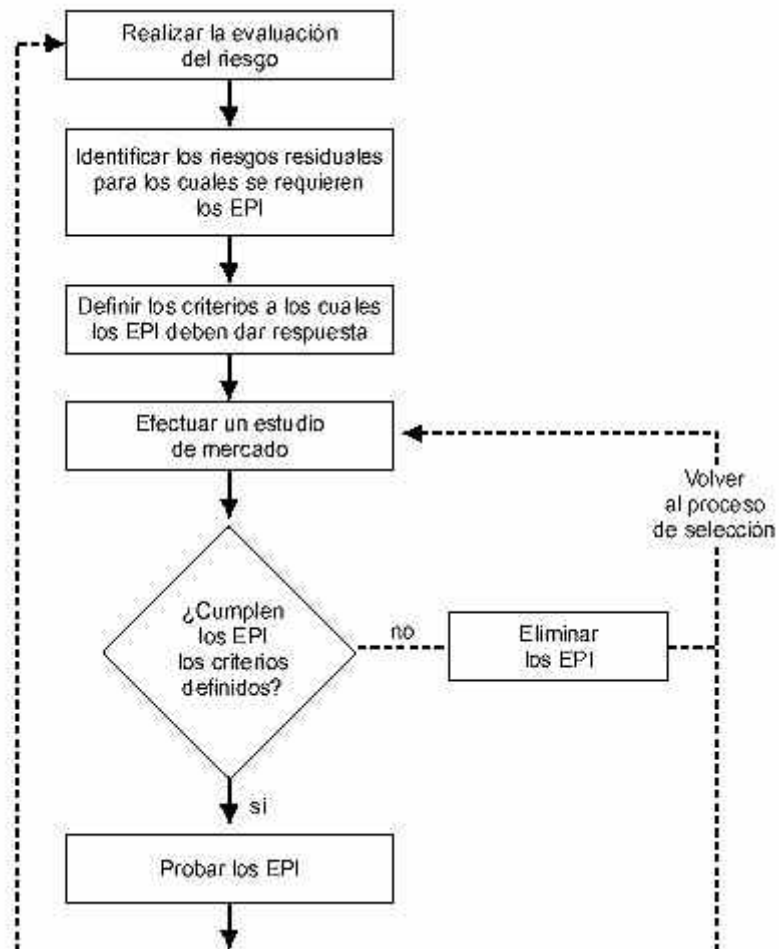 Realizar la evaluación
del riesgo
Identificar los riesgos residuales
para los cuales se requieren
los EPI
Definir los criterios a los cuales
los EPI deben dar respuesta
Efectuar un estudio
de mercado
Volver
al proceso
de selección
¿Cumplen
los EPI
los criterios
definidos?
no
Eliminar
los EPI
si
Probar los EPI